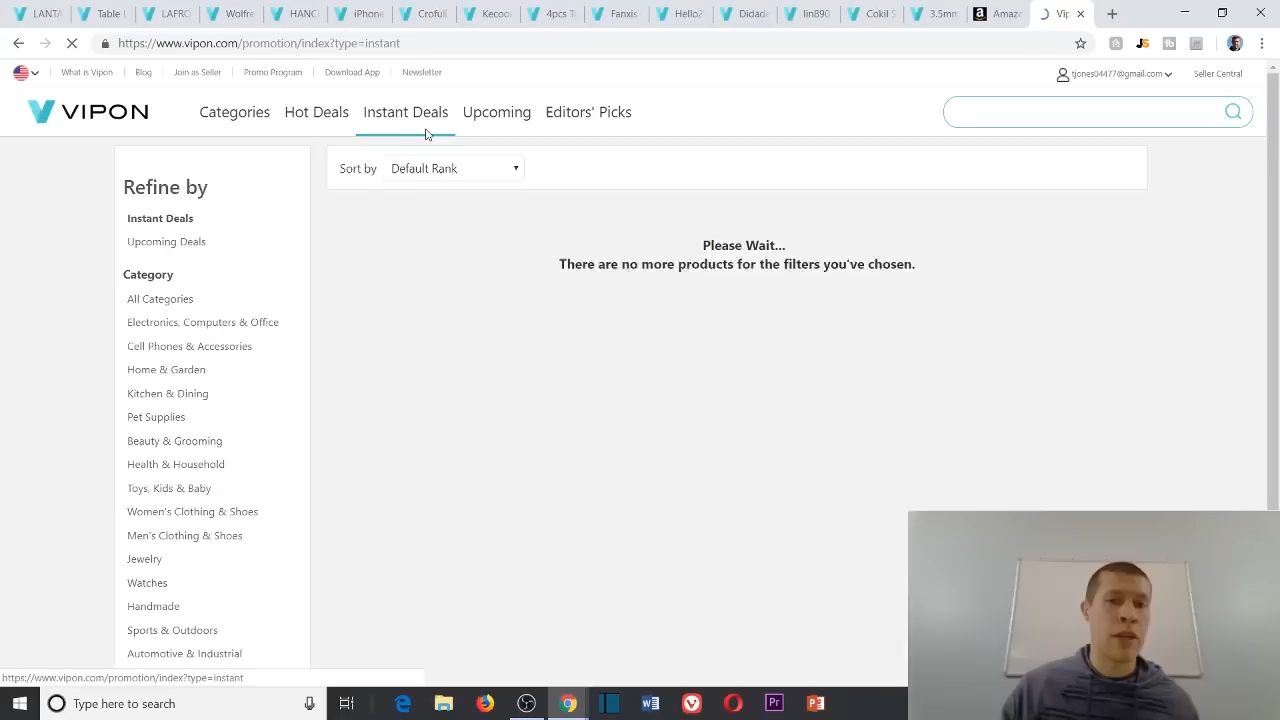 LANTA
Table l
LAFRO
Wolfre
HANC
iPhone
Croful
Kecoo
4pcs T
Fanxis
Hello2
Didade
lin890
Cokil S
3.5mm
Amaz
Vip
https://www.vipon.com/promotion/index?type=instant
What is Vipon Blog Join as Seller Promo Program Download App Newsletter tjones04477@gmail.com Seller Central
VIPON Categories Hot Deals Instant Deals Upcoming Editors' Picks
Sort by Default Rank
Refine by
Instant Deals
Upcoming Deals
Please Wait...
There are no more products for the filters you've chosen.
Category
All Categories
Electronics, Computers & Office
Cell Phones & Accessories
Home & Garden
Kitchen & Dining
Pet Supplies
Beauty & Grooming
Health & Household
Toys, Kids & Baby
Women's Clothing & Shoes
Men's Clothing & Shoes
Jewelry
Watches
Handmade
Sports & Outdoors
Automotive & Industrial
https://www.vipon.com/promotion/index?type=instant
Type here to search